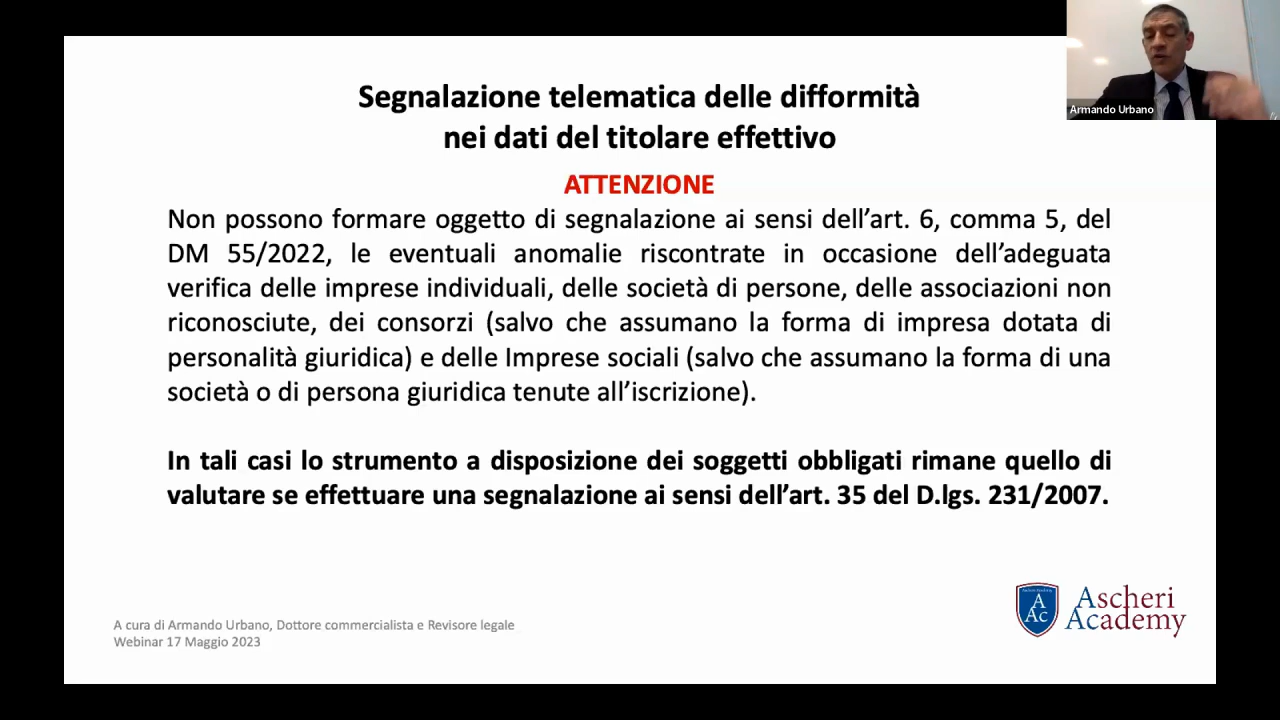 Segnalazione telematica delle difformità
nei dati del titolare effettivo
ATTENZIONE
Non possono formare oggetto di segnalazione ai sensi dell’art. 6, comma 5, del
DM 55/2022, le eventuali anomalie riscontrate in occasione dell’adeguata
verifica delle imprese individuali, delle società di persone, delle associazioni non
riconosciute, dei consorzi (salvo che assumano la forma di impresa dotata di
personalità giuridica) e delle Imprese sociali (salvo che assumano la forma di una
società o di persona giuridica tenute all’iscrizione).
In tali casi lo strumento a disposizione dei soggetti obbligati rimane quello di
valutare se effettuare una segnalazione ai sensi dell’art. 35 del D.lgs. 231/2007.
Armando Urbano
A cura di Armando Urbano, Dottore commercialista e Revisore legale
Webinar 17 Maggio 2023
A
Ac
Ascheri
Academy